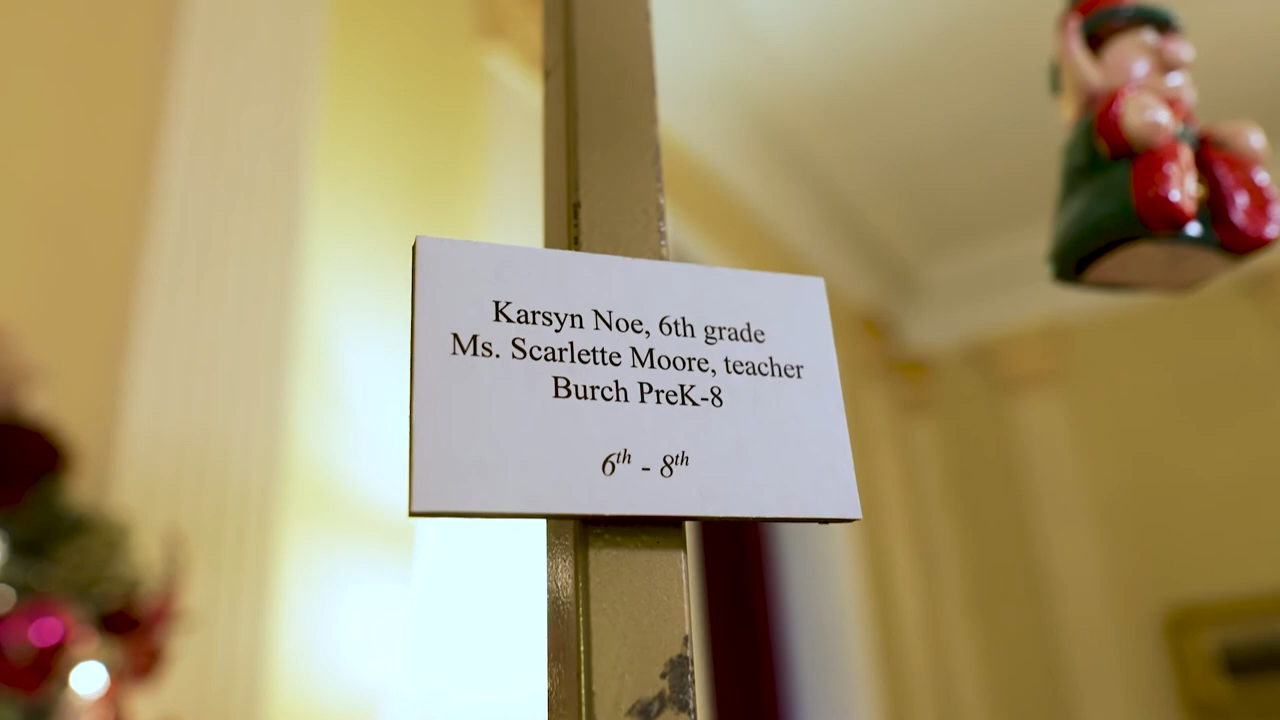 Karsyn Noe, 6th grade
Ms. Scarlette Moore, teacher
Burch PreK-8
6th - 8th